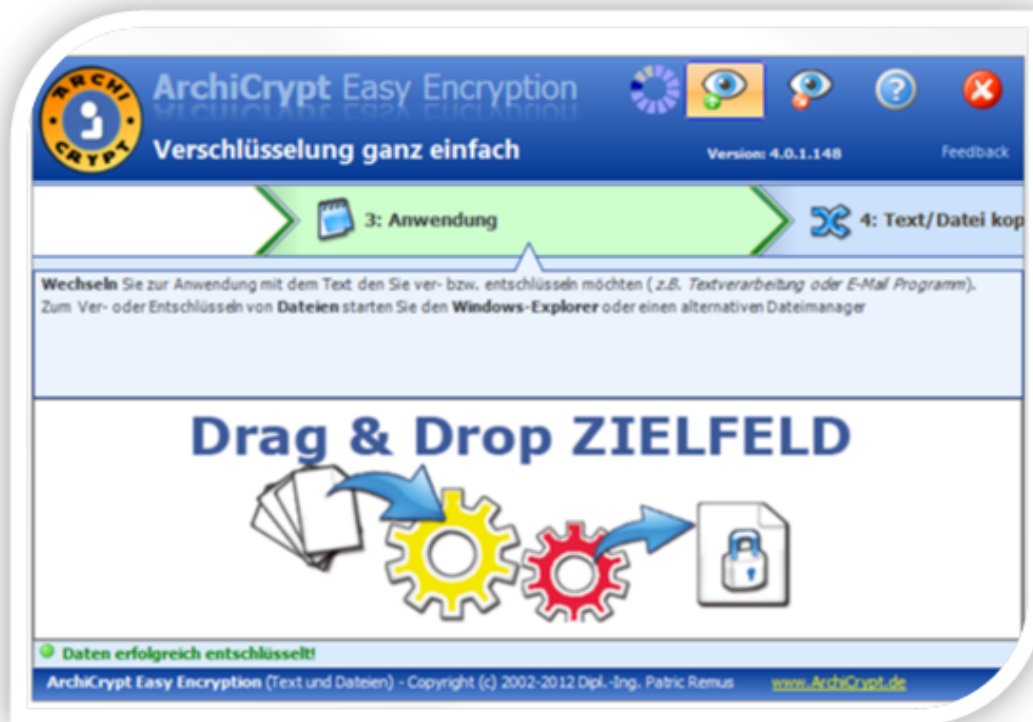 ARCHI
CRYPT
ArchiCrypt Easy Encryption
Verschlüsselung ganz einfach
Version: 4.0.1.148
Feedback
3: Anwendung
4: Text/Datei kop
Wechseln Sie zur Anwendung mit dem Text den Sie ver- bzw. entschlüsseln möchten ( z.B. Textverarbeitung oder E-Mail Programm).
Zum Ver- oder Entschlüsseln von Dateien starten Sie den Windows-Explorer oder einen alternativen Dateimanager
Drag & Drop ZIELFELD
Daten erfolgreich entschlüsselt!
ArchiCrypt Easy Encryption (Text und Dateien) - Copyright (c) 2002-2012 Dipl.-Ing. Patric Remus www.ArchiCrypt.de